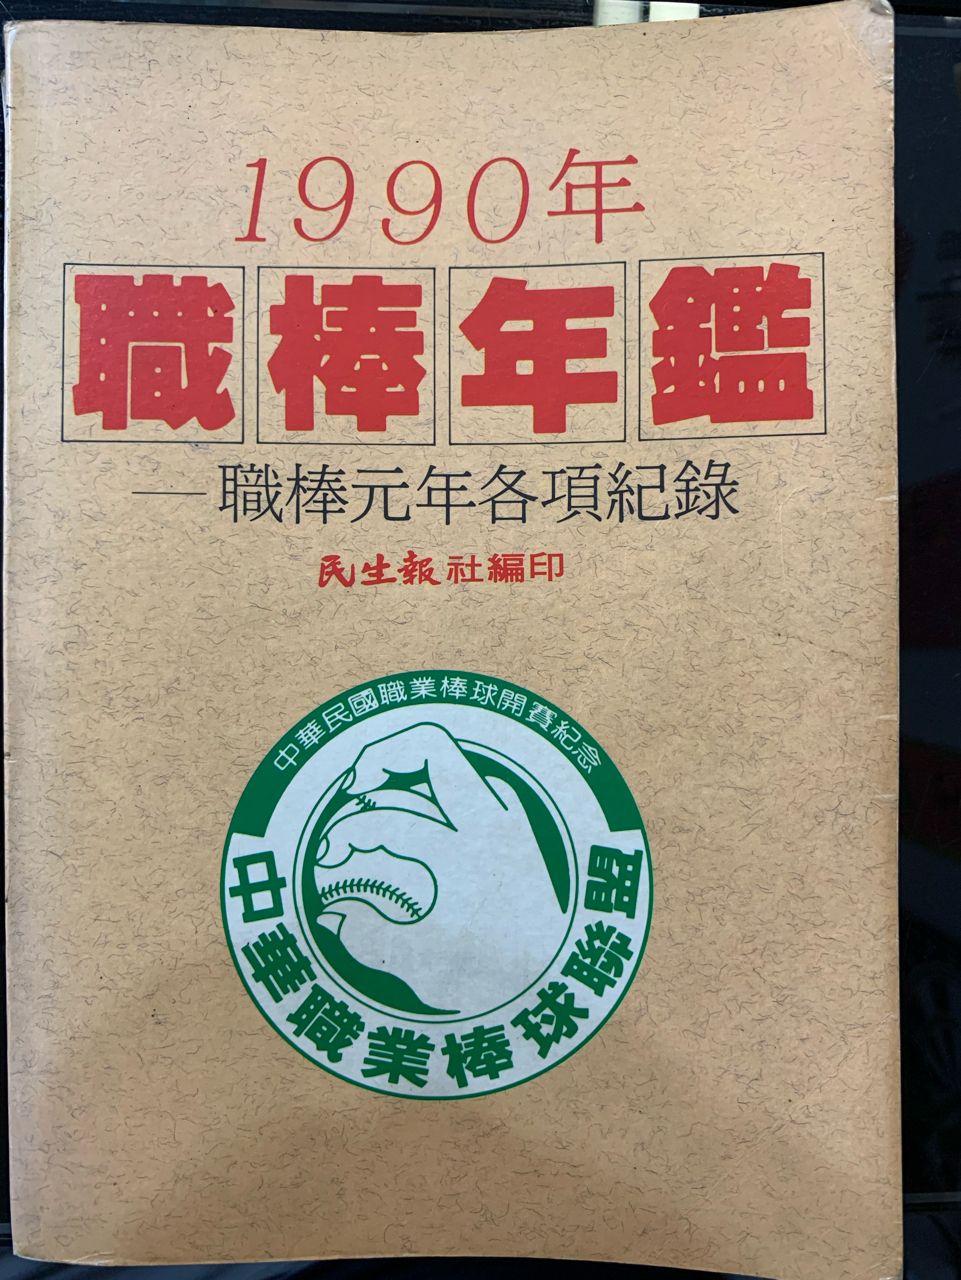 1990年
職棒年鑑
—職棒元年各項紀錄
民生報社編印
中華民國職業棒球開賽紀念
中華職業棒球聯盟